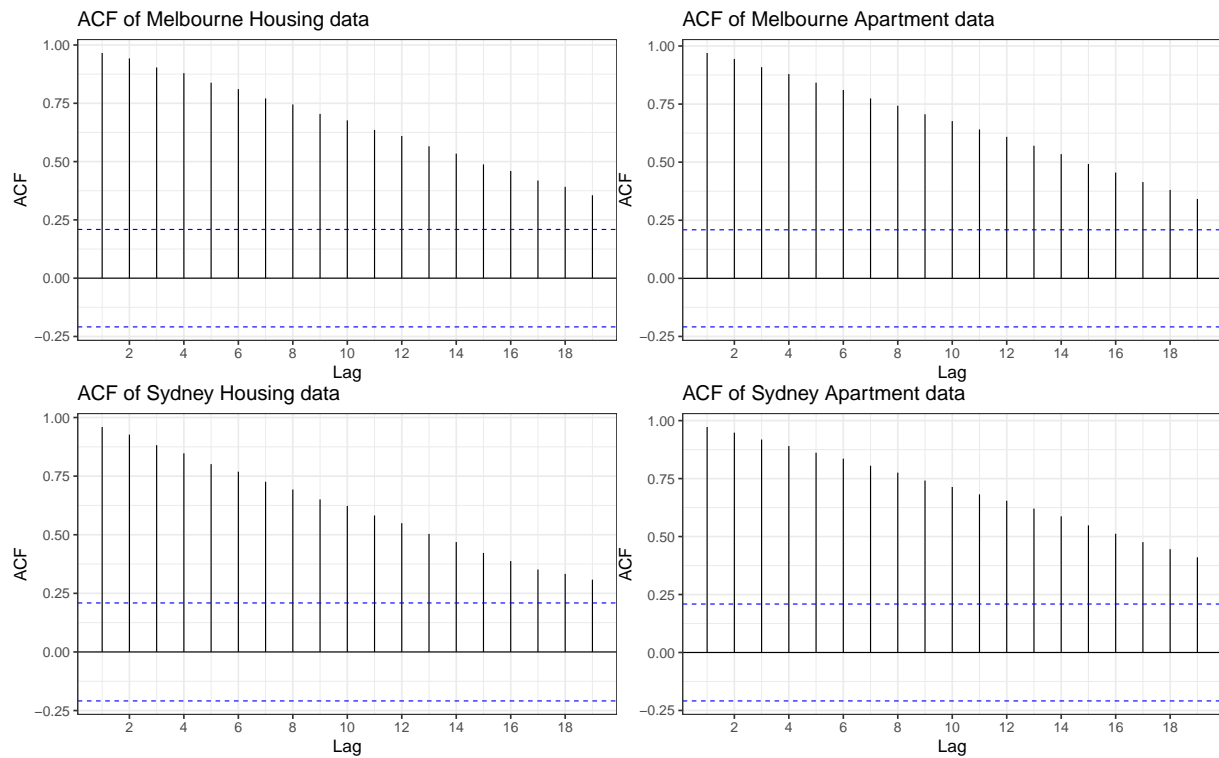 ACF of Melbourne Housing data
1.00
0.75
0.50
0.25
0.00
−0.25
ACF
2 4 6 8 10 12 14 16 18
Lag
ACF of Melbourne Apartment data
1.00
0.75
0.50
0.25
0.00
−0.25
ACF
2 4 6 8 10 12 14 16 18
Lag
ACF of Sydney Housing data
1.00
0.75
0.50
0.25
0.00
−0.25
ACF
2 4 6 8 10 12 14 16 18
Lag
ACF of Sydney Apartment data
1.00
0.75
0.50
0.25
0.00
−0.25
ACF
2 4 6 8 10 12 14 16 18
Lag